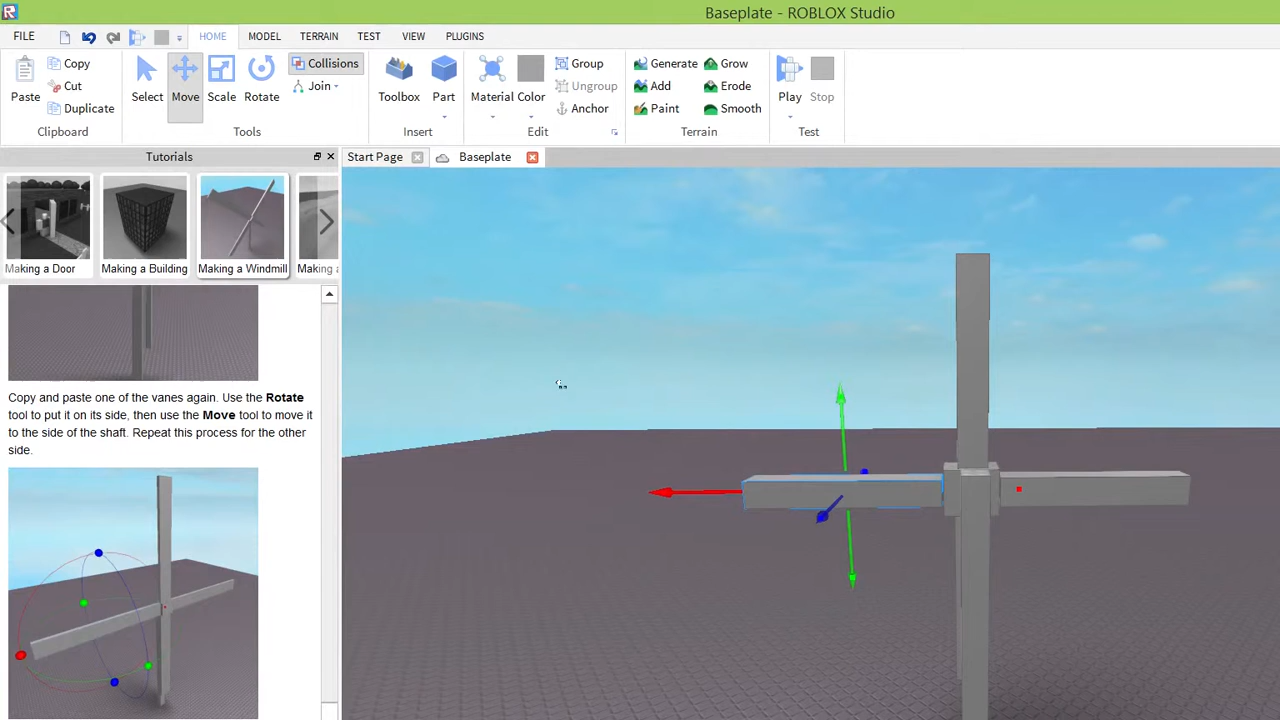 Baseplate - ROBLOX Studio
FILE HOME MODEL TERRAIN TEST VIEW PLUGINS
Paste
Copy
Cut
Duplicate
Clipboard
Select Move Scale Rotate
Collisions
Join
Tools
Toolbox Part
Insert
Material Color
Group
Ungroup
Anchor
Edit
Generate Grow
Add Erode
Paint Smooth
Terrain
Play Stop
Test
Tutorials
Start Page
Baseplate
Making a Door
Making a Building
Making a Windmill
Making a
Copy and paste one of the vanes again. Use the Rotate
tool to put it on its side, then use the Move tool to move it
to the side of the shaft. Repeat this process for the other
side.